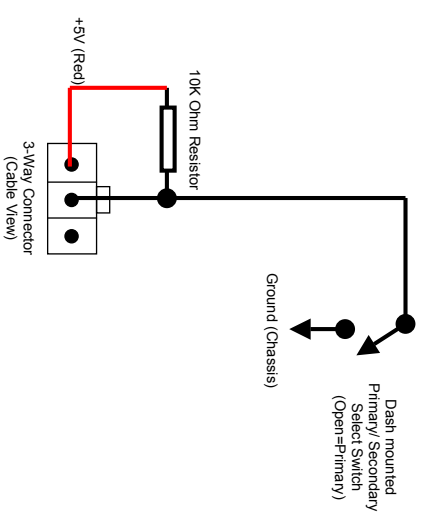 +5V (Red)
10K Ohm Resistor
3-Way Connector
(Cable View)
Ground (Chassis)
Dash mounted
Primary/ Secondary
Select Switch
(Open=Primary)